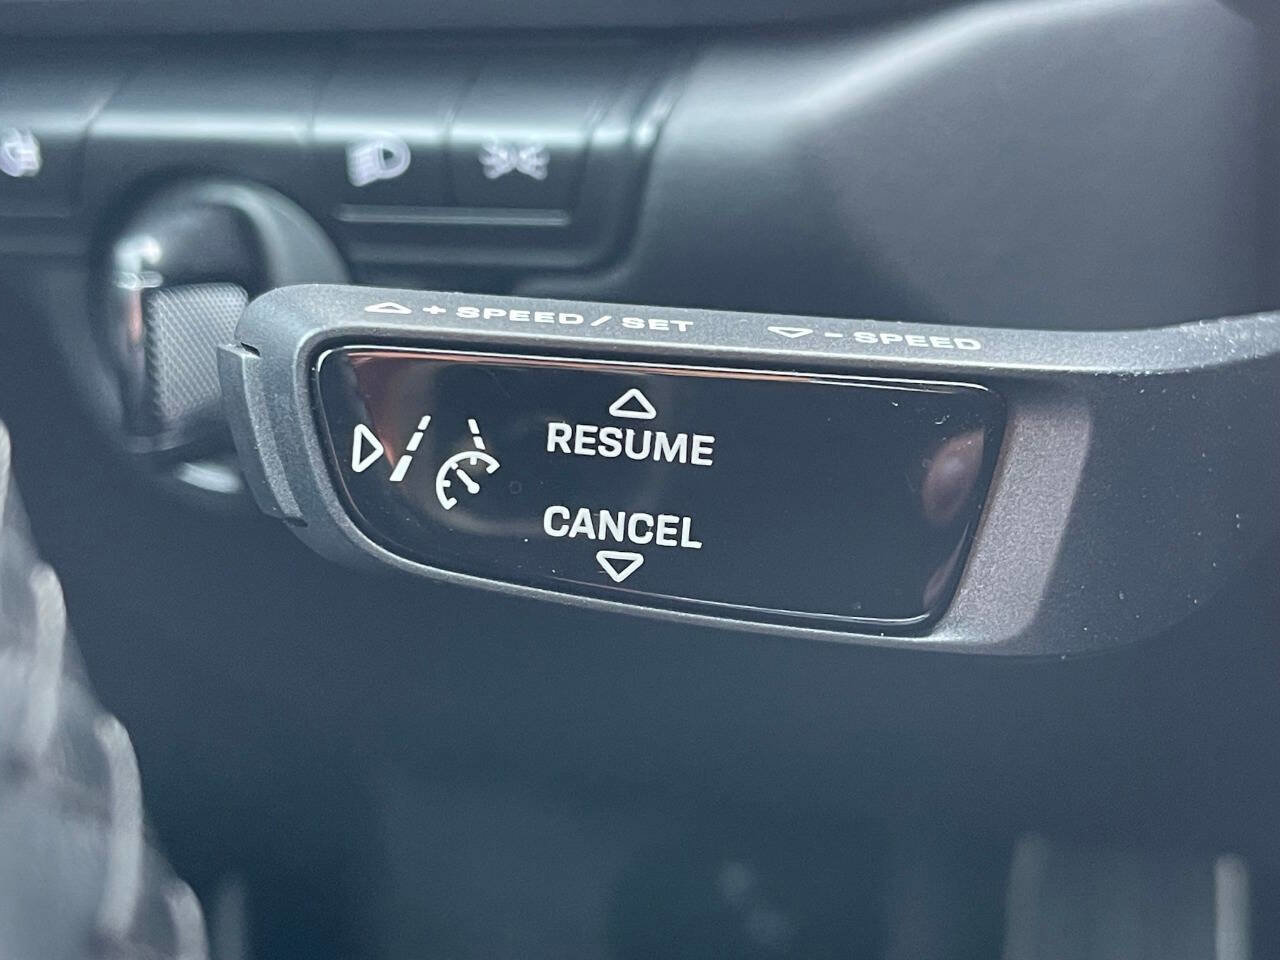 + SPEED / SET
- SPEED
RESUME
CANCEL